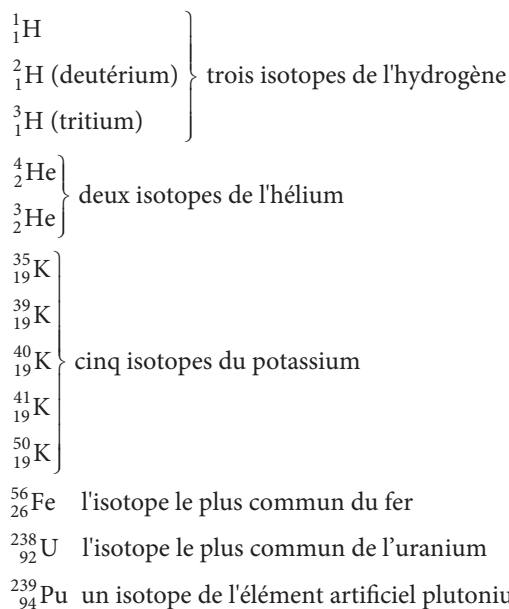 ¹₁H
²₁H (deutérium)
trois isotopes de l'hydrogène
³₁H (tritium)
⁴₂He
deux isotopes de l'hélium
³₂He
³⁵₁₉K
³⁹₁₉K
⁴⁰₁₉K cinq isotopes du potassium
⁴¹₁₉K
⁵⁰₁₉K
⁵⁶₂₆Fe l'isotope le plus commun du fer
²³⁸₉₂U l'isotope le plus commun de l’uranium
²³⁹₉₄Pu un isotope de l'élément artificiel